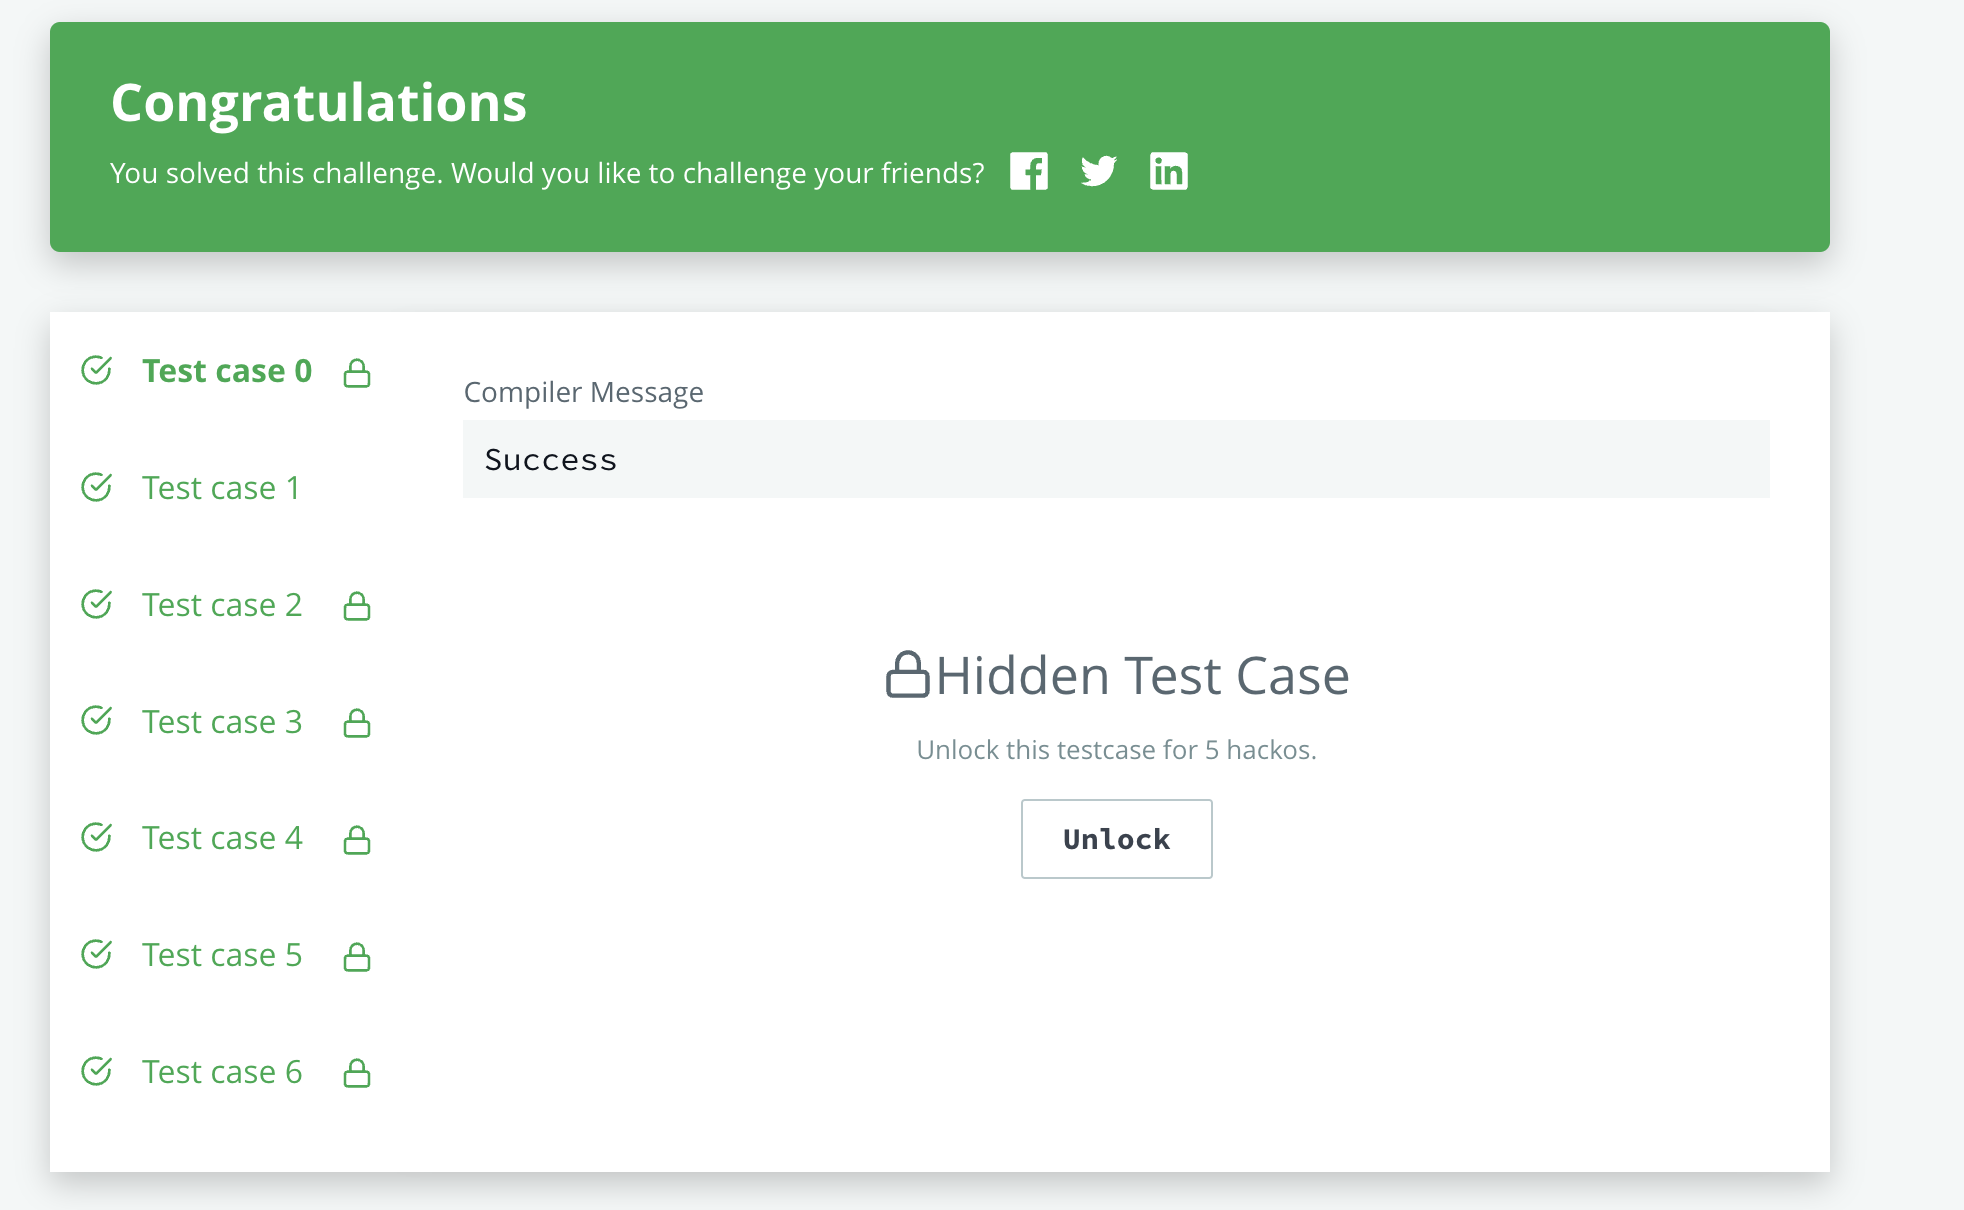 Congratulations
You solved this challenge. Would you like to challenge your friends?
Test case 0
Test case 1
Test case 2
Test case 3
Test case 4
Test case 5
Test case 6
Compiler Message
Success
Hidden Test Case
Unlock this testcase for 5 hackos.
Unlock